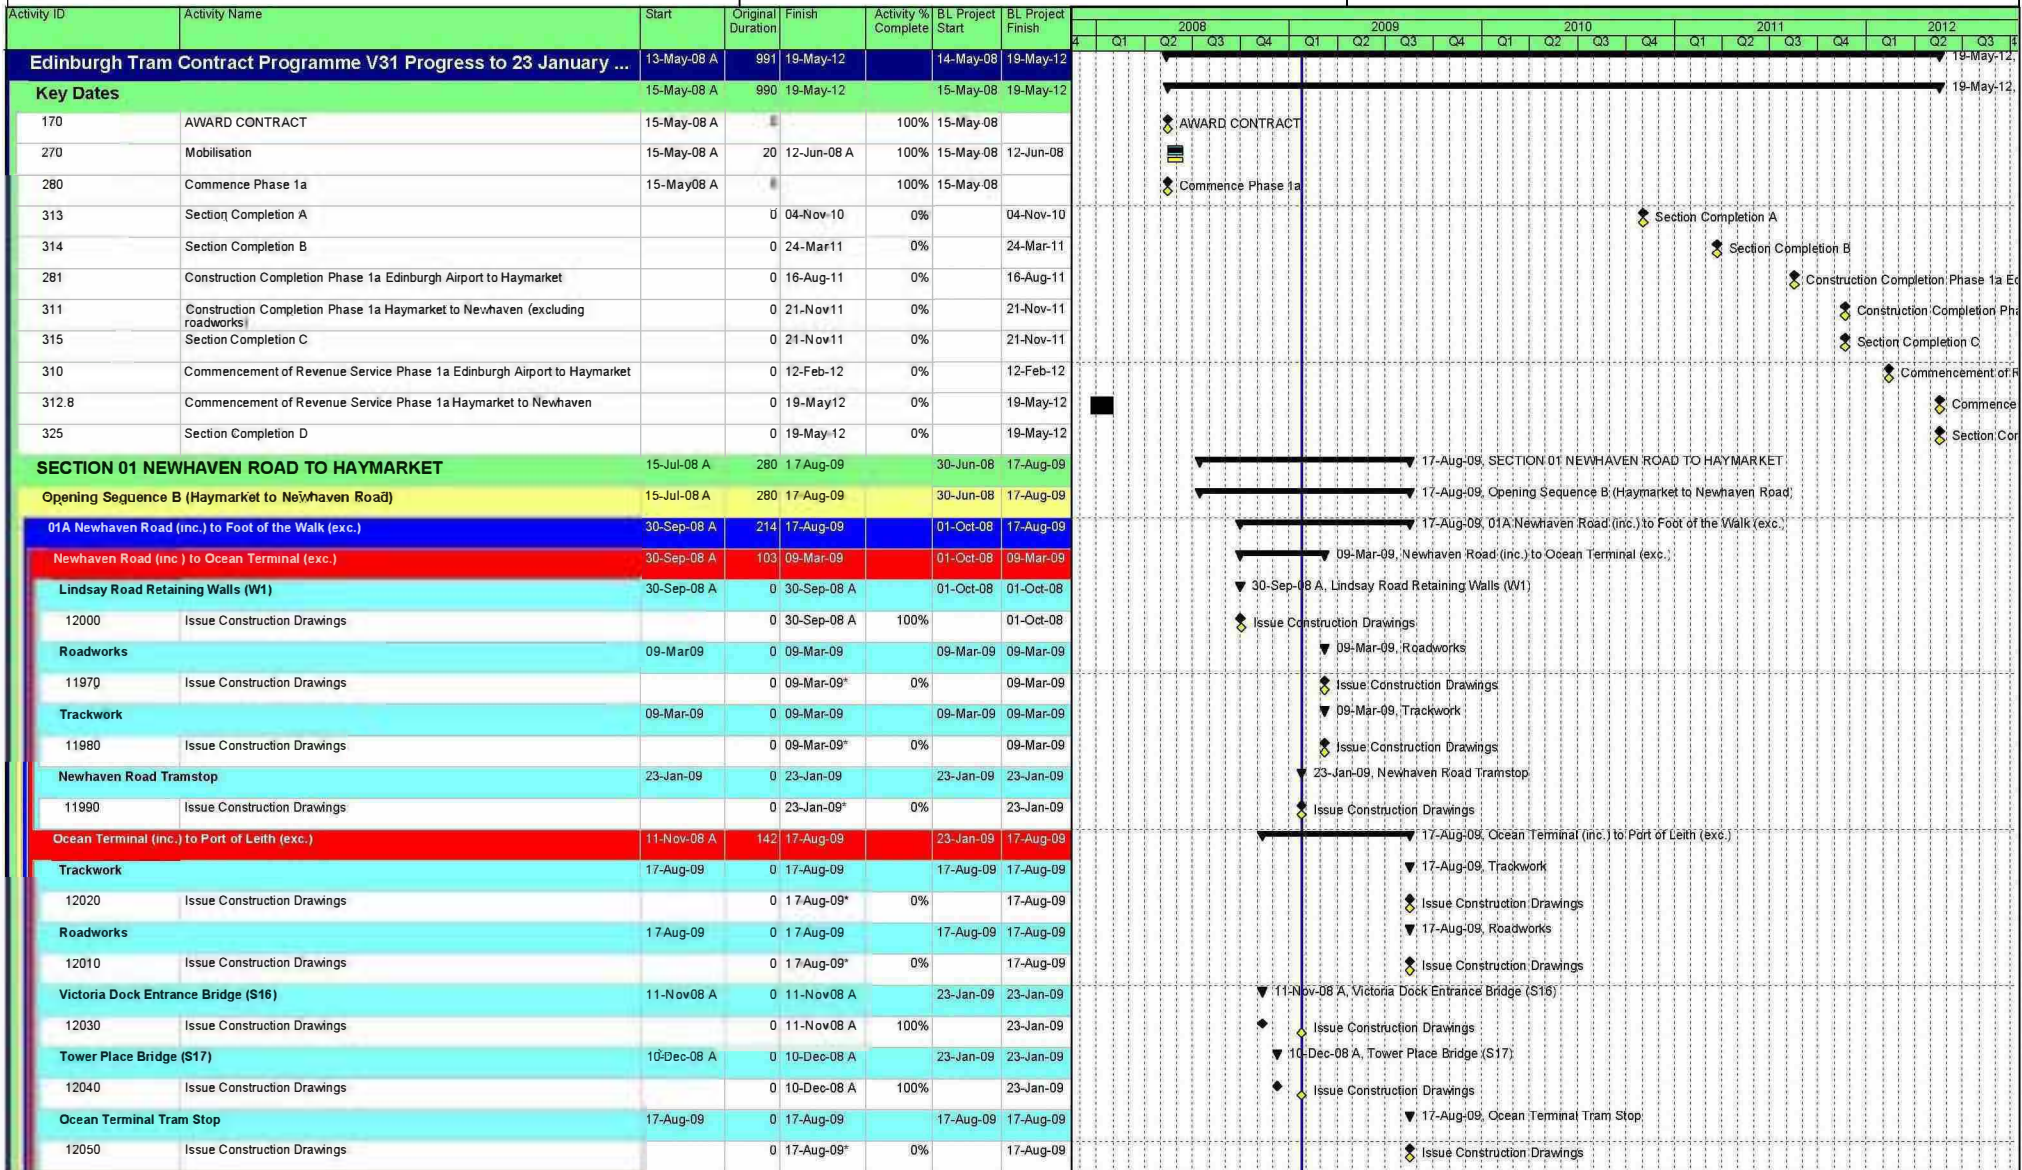 Activity ID Activity Name Start Original Duration Finish Activity % Complete BL Project Start BL Project Finish
2008 2009 2010 2011 2012
4 Q1 Q2 Q3 Q4 Q1 Q2 Q3 Q4 Q1 Q2 Q3 Q4 Q1 Q2 Q3 Q4 Q1 Q2 Q3 4
Edinburgh Tram Contract Programme V31 Progress to 23 January ... 13-May-08 A 991 19-May-12 14-May-08 19-May-12 19-May-12,
Key Dates 15-May-08 A 990 19-May-12 15-May-08 19-May-12 19-May-12,
170 AWARD CONTRACT 15-May-08 A 100% 15-May-08 AWARD CONTRACT
270 Mobilisation 15-May-08 A 20 12-Jun-08 A 100% 15-May-08 12-Jun-08
280 Commence Phase 1a 15-May08 A 100% 15-May-08 Commence Phase 1a
313 Section Completion A 0 04-Nov-10 0% 04-Nov-10 Section Completion A
314 Section Completion B 0 24-Mar11 0% 24-Mar-11 Section Completion B
281 Construction Completion Phase 1a Edinburgh Airport to Haymarket 0 16-Aug-11 0% 16-Aug-11 Construction Completion Phase 1a Ed
311 Construction Completion Phase 1a Haymarket to Newhaven (excluding 0 21-Nov11 0% 21-Nov-11 Construction Completion Pha
roadworks)
315 Section Completion C 0 21-Nov11 0% 21-Nov-11 Section Completion C
310 Commencement of Revenue Service Phase 1a Edinburgh Airport to Haymarket 0 12-Feb-12 0% 12-Feb-12 Commencement of R
312.8 Commencement of Revenue Service Phase 1a Haymarket to Newhaven 0 19-May12 0% 19-May-12 Commence
325 Section Completion D 0 19-May-12 0% 19-May-12 Section Com
SECTION 01 NEWHAVEN ROAD TO HAYMARKET 15-Jul-08 A 280 17 Aug-09 30-Jun-08 17-Aug-09 17-Aug-09, SECTION 01 NEWHAVEN ROAD TO HAYMARKET
Opening Sequence B (Haymarket to Newhaven Road) 15-Jul-08 A 280 17 Aug-09 30-Jun-08 17-Aug-09 17-Aug-09, Opening Sequence B (Haymarket to Newhaven Road)
01A Newhaven Road (inc.) to Foot of the Walk (exc.) 30-Sep-08 A 214 17-Aug-09 01-Oct-08 17-Aug-09 17-Aug-09, 01A Newhaven Road (inc.) to Foot of the Walk (exc.)
Newhaven Road (inc ) to Ocean Terminal (exc.) 30-Sep-08 A 103 09-Mar-09 01-Oct-08 09-Mar-09 09-Mar-09, Newhaven Road (inc.) to Ocean Terminal (exc.)
Lindsay Road Retaining Walls (W1) 30-Sep-08 A 0 30-Sep-08 A 01-Oct-08 01-Oct-08 30-Sep-08 A, Lindsay Road Retaining Walls (W1)
12000 Issue Construction Drawings 0 30-Sep-08 A 100% 01-Oct-08 Issue Construction Drawings
Roadworks 09-Mar09 0 09-Mar-09 09-Mar-09 09-Mar-09 09-Mar-09, Roadworks
11970 Issue Construction Drawings 0 09-Mar-09* 0% 09-Mar-09 Issue Construction Drawings
Trackwork 09-Mar-09 0 09-Mar-09 09-Mar-09 09-Mar-09 09-Mar-09, Trackwork
11980 Issue Construction Drawings 0 09-Mar-09* 0% 09-Mar-09 Issue Construction Drawings
Newhaven Road Tramstop 23-Jan-09 0 23-Jan-09 23-Jan-09 23-Jan-09 23-Jan-09, Newhaven Road Tramstop
11990 Issue Construction Drawings 0 23-Jan-09* 0% 23-Jan-09 Issue Construction Drawings
Ocean Terminal (inc.) to Port of Leith (exc.) 11-Nov-08 A 142 17-Aug-09 23-Jan-09 17-Aug-09 17-Aug-09, Ocean Terminal (inc.) to Port of Leith (exc.)
Trackwork 17-Aug-09 0 17-Aug-09 17-Aug-09 17-Aug-09 17-Aug-09, Trackwork
12020 Issue Construction Drawings 0 17 Aug-09* 0% 17-Aug-09 Issue Construction Drawings
Roadworks 17 Aug-09 0 17 Aug-09 17-Aug-09 17-Aug-09 17-Aug-09, Roadworks
12010 Issue Construction Drawings 0 17 Aug-09* 0% 17-Aug-09 Issue Construction Drawings
Victoria Dock Entrance Bridge (S16) 11-Nov08 A 0 11-Nov08 A 23-Jan-09 23-Jan-09 11-Nov-08 A, Victoria Dock Entrance Bridge (S16)
12030 Issue Construction Drawings 0 11-Nov08 A 100% 23-Jan-09 Issue Construction Drawings
Tower Place Bridge (S17) 10-Dec-08 A 0 10-Dec-08 A 23-Jan-09 23-Jan-09 10-Dec-08 A, Tower Place Bridge (S17)
12040 Issue Construction Drawings 0 10-Dec-08 A 100% 23-Jan-09 Issue Construction Drawings
Ocean Terminal Tram Stop 17-Aug-09 0 17-Aug-09 17-Aug-09 17-Aug-09 17-Aug-09, Ocean Terminal Tram Stop
12050 Issue Construction Drawings 0 17-Aug-09* 0% 17-Aug-09 Issue Construction Drawings